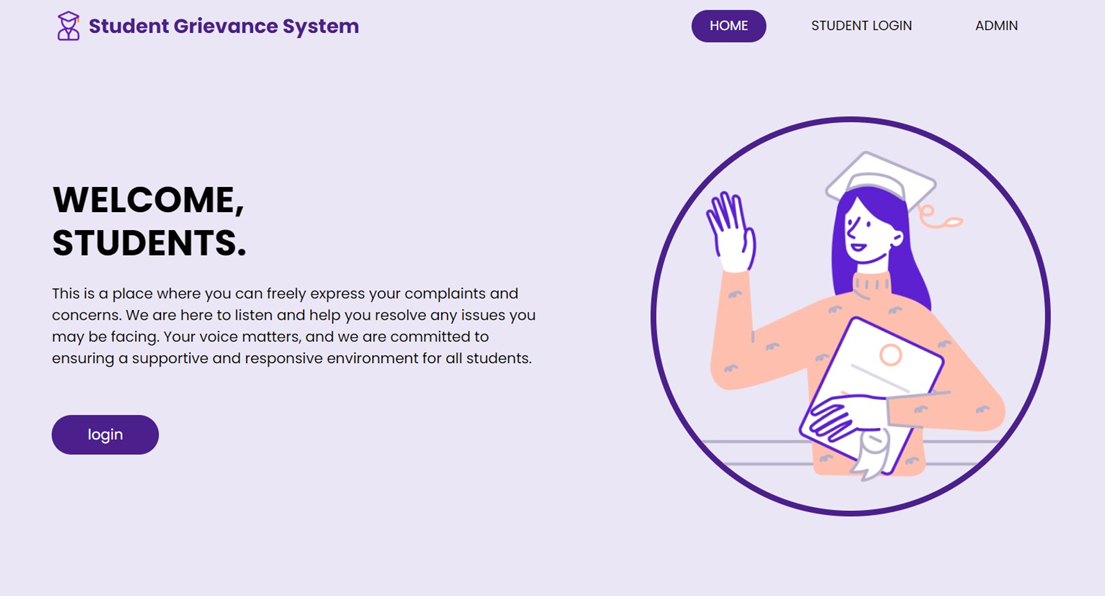 Student Grievance System
HOME
STUDENT LOGIN
ADMIN
WELCOME,
STUDENTS.
This is a place where you can freely express your complaints and
concerns. We are here to listen and help you resolve any issues you
may be facing. Your voice matters, and we are committed to
ensuring a supportive and responsive environment for all students.
login